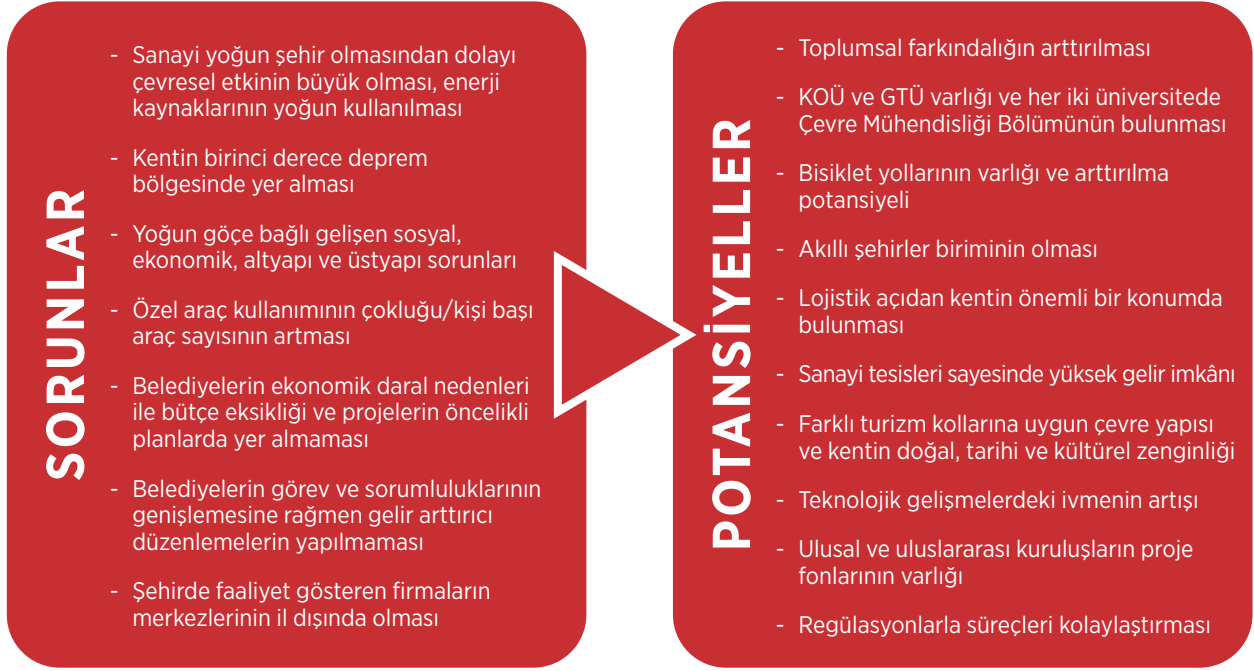 SORUNLAR
- Sanayi yoğun şehir olmasından dolayı
çevresel etkinin büyük olması, enerji
kaynaklarının yoğun kullanılması
- Kentin birinci derece deprem
bölgesinde yer alması
- Yoğun göçe bağlı gelişen sosyal,
ekonomik, altyapı ve üstyapı sorunları
- Özel araç kullanımının çokluğu/kişi başı
araç sayısının artması
- Belediyelerin ekonomik daral nedenleri
ile bütçe eksikliği ve projelerin öncelikli
planlarda yer almaması
- Belediyelerin görev ve sorumluluklarının
genişlemesine rağmen gelir arttırıcı
düzenlemelerin yapılmaması
- Şehirde faaliyet gösteren firmaların
merkezlerinin il dışında olması
POTANSİYELLER
- Toplumsal farkındalığın arttırılması
- KOÜ ve GTÜ varlığı ve her iki üniversitede
Çevre Mühendisliği Bölümünün bulunması
- Bisiklet yollarının varlığı ve arttırılma
potansiyeli
- Akıllı şehirler biriminin olması
- Lojistik açıdan kentin önemli bir konumda
bulunması
- Sanayi tesisleri sayesinde yüksek gelir imkânı
- Farklı turizm kollarına uygun çevre yapısı
ve kentin doğal, tarihi ve kültürel zenginliği
- Teknolojik gelişmelerdeki ivmenin artışı
- Ulusal ve uluslararası kuruluşların proje
fonlarının varlığı
- Regülasyonlarla süreçleri kolaylaştırması